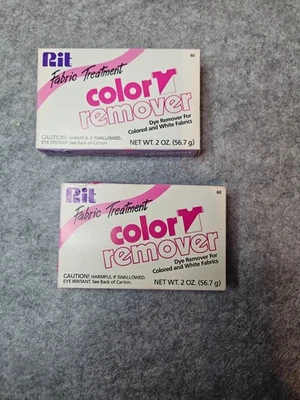 Rit
60
Fabric Treatment
color
remover
Dye Remover For
Colored and White Fabrics
CAUTION! HARMFUL IF SWALLOWED.
EYE IRRITANT. See Back of Carton.
NET WT. 2 OZ. (56.7 g)
Rit
60
Fabric Treatment
color
remover
Dye Remover For
Colored and White Fabrics
CAUTION! HARMFUL IF SWALLOWED.
EYE IRRITANT. See Back of Carton.
NET WT. 2 OZ. (56.7 g)